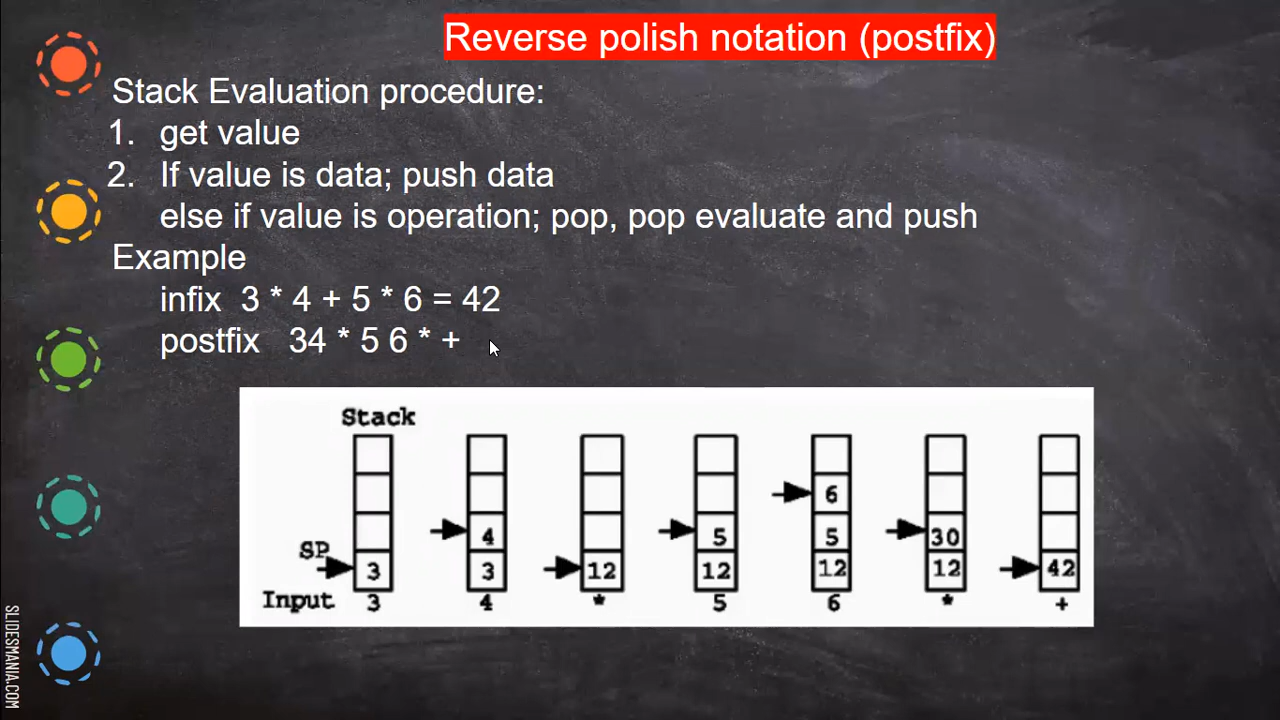 Reverse polish notation (postfix)
Stack Evaluation procedure:
1. get value
2. If value is data; push data
else if value is operation; pop, pop evaluate and push
Example
infix 3 * 4 + 5 * 6 = 42
postfix 34 * 5 6 * +
Stack
6
4 5 5 30
SP 3 3 12 12 12 12 42
Input 3 4 * 5 6 * +
SLIDESMANIA.COM